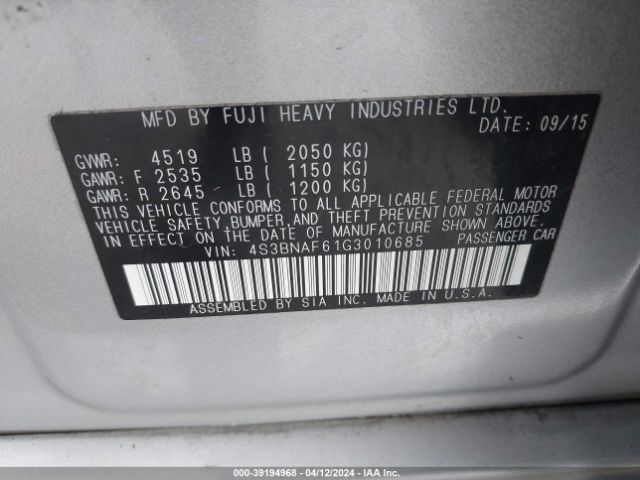 MFD BY FUJI HEAVY INDUSTRIES LTD.
DATE: 09/15
GVWR: 4519 LB ( 2050 KG)
GAWR: F 2535 LB ( 1150 KG)
GAWR: R 2645 LB ( 1200 KG)
THIS VEHICLE CONFORMS TO ALL APPLICABLE FEDERAL MOTOR
VEHICLE SAFETY, BUMPER, AND THEFT PREVENTION STANDARDS
IN EFFECT ON THE DATE OF MANUFACTURE SHOWN ABOVE.
VIN: 4S3BNAF61G3010685 PASSENGER CAR
ASSEMBLED BY SIA INC. MADE IN U.S.A.
000-39194968 - 04/12/2024 - IAA Inc.